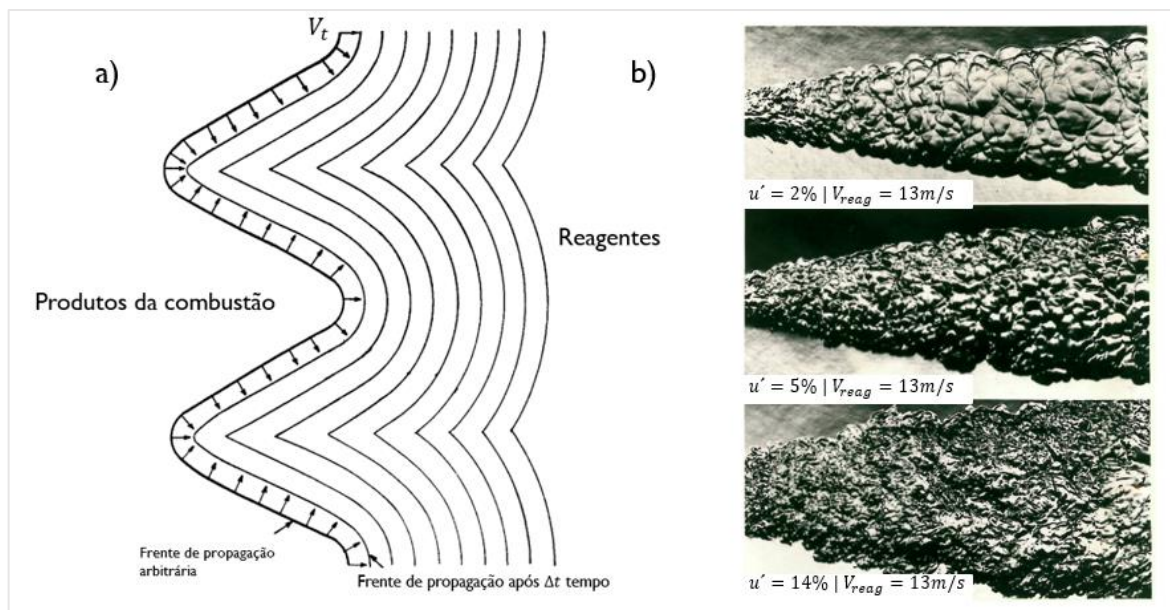 V_t
a)
b)
Reagentes
Produtos da combustão
Frente de propagação
arbitrária
Frente de propagação após Δt tempo
u´ = 2% | V_reag = 13m/s
u´ = 5% | V_reag = 13m/s
u´ = 14% | V_reag = 13m/s